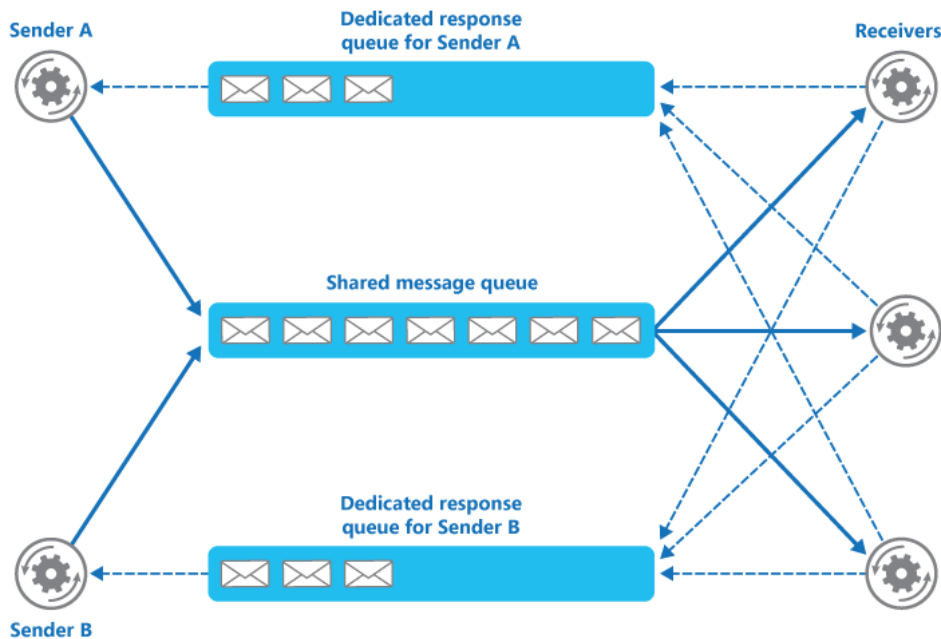 Sender A
Dedicated response
queue for Sender A
Receivers
Shared message queue
Dedicated response
queue for Sender B
Sender B